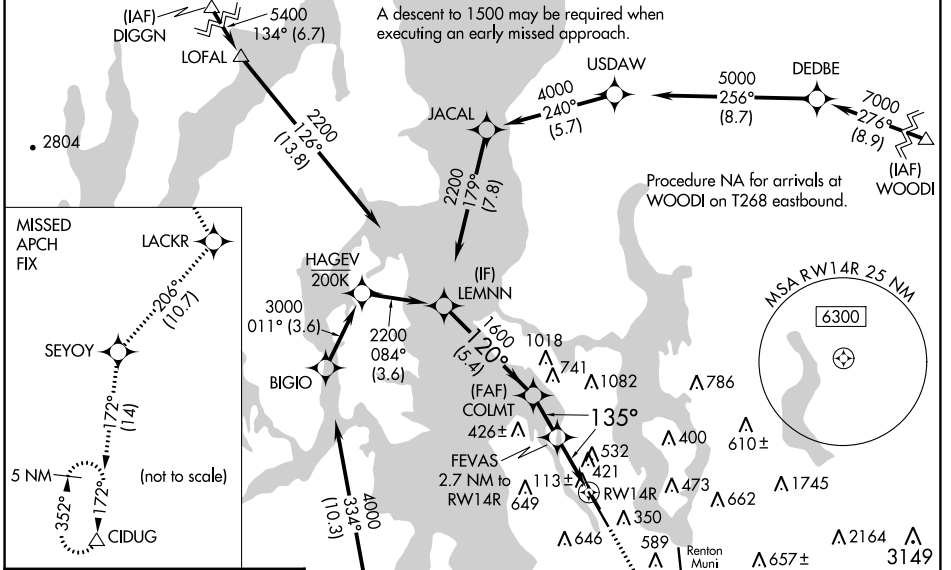 (IAF)
DIGGN
5400
134° (6.7)
LOFAL
A descent to 1500 may be required when
executing an early missed approach.
USDAW
DEDBE
4000
240°
(5.7)
5000
256°
(8.7)
7000
276°
(8.9)
(IAF)
WOODI
JACAL
2804
2200
126°
(13.8)
2200
179°
(7.8)
Procedure NA for arrivals at
WOODI on T268 eastbound.
MISSED
APCH
FIX
LACKR
206°
(10.7)
SEYOY
172°
(14)
5 NM
(not to scale)
352°
172°
CIDUG
HAGEV
200K
(IF)
LEMNN
3000
011° (3.6)
2200
084°
(3.6)
BIGIO
1600
120°
(5.4)
MSA RW14R 25 NM
6300
1018
741
1082
786
(FAF)
COLMT
135°
426±
400
610±
FEVAS
2.7 NM to
RW14R
532
421
113±
649
RW14R
473
662
1745
350
4000
334°
(10.3)
646
589
Renton
Muni
657±
2164
3149